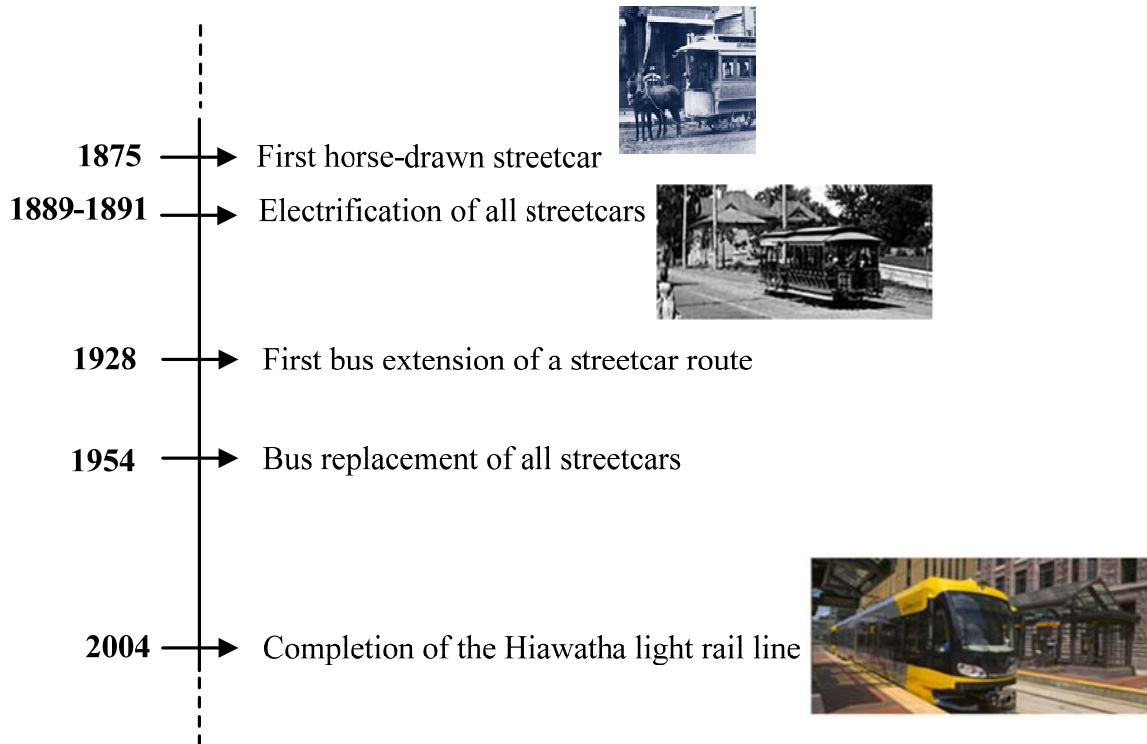 1875 First horse-drawn streetcar
1889-1891 Electrification of all streetcars
1928 First bus extension of a streetcar route
1954 Bus replacement of all streetcars
2004 Completion of the Hiawatha light rail line